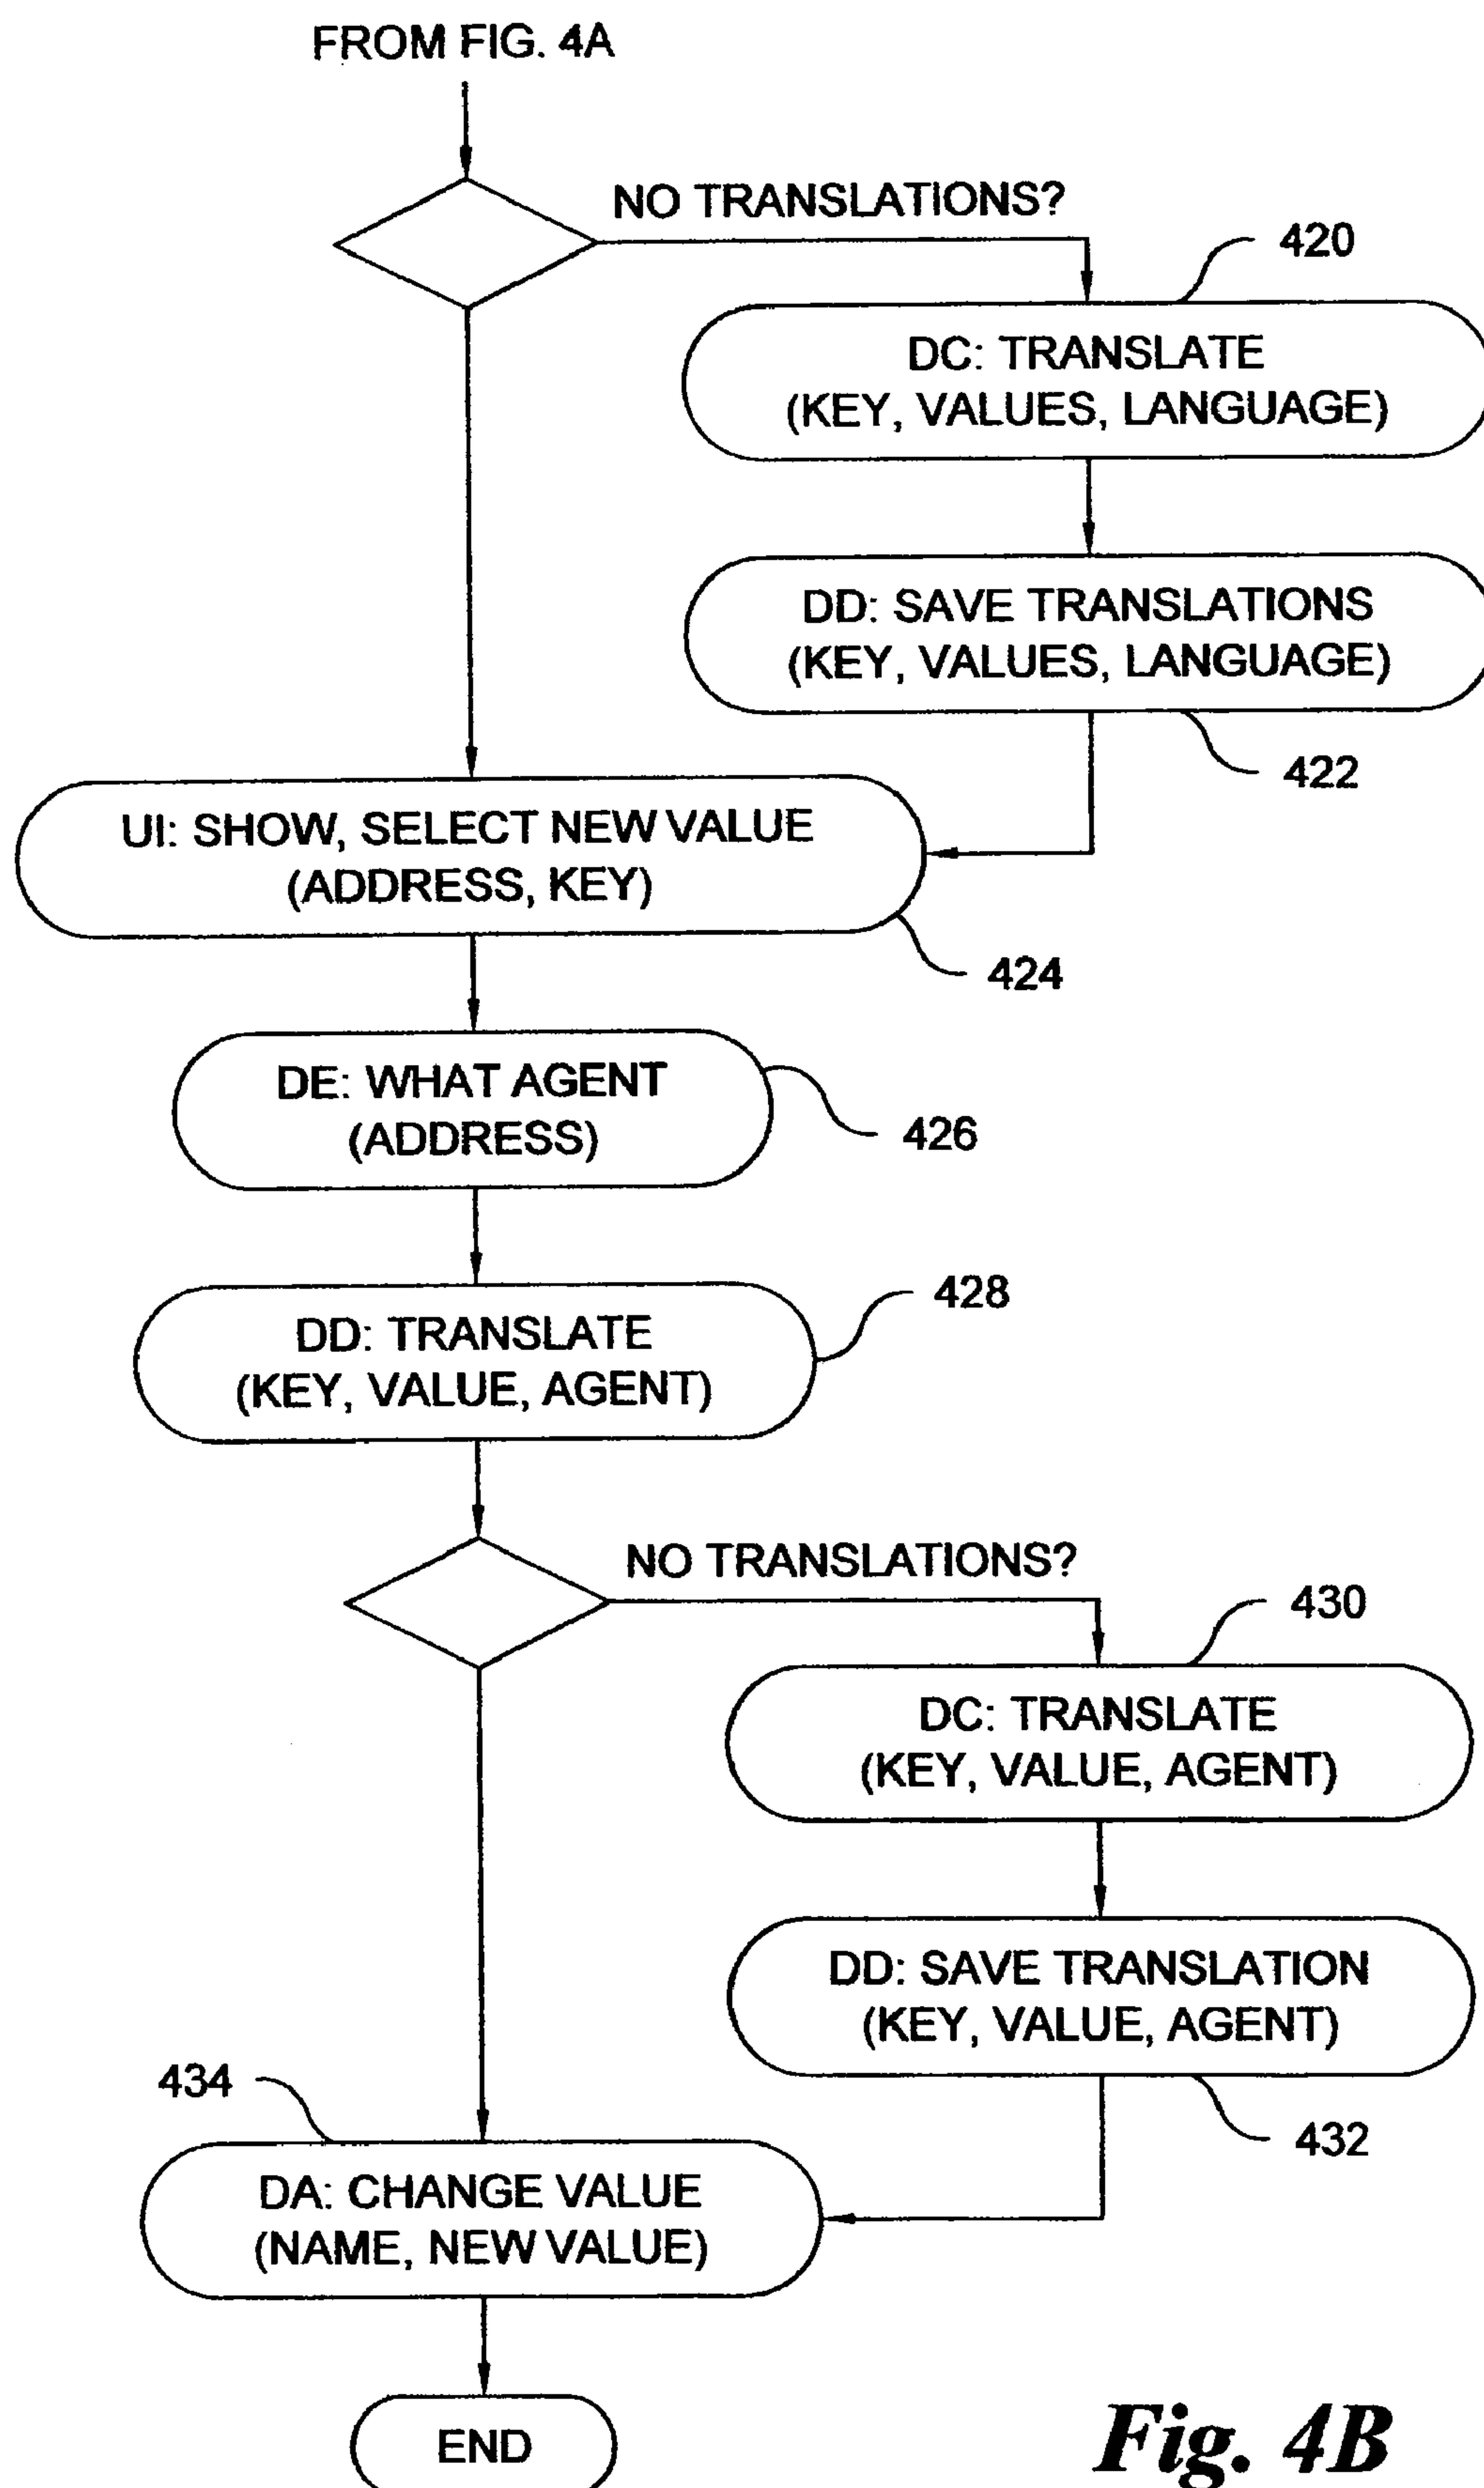 FROM FIG. 4A
NO TRANSLATIONS?
420
DC: TRANSLATE
(KEY, VALUES, LANGUAGE)
DD: SAVE TRANSLATIONS
(KEY, VALUES, LANGUAGE)
422
UI: SHOW, SELECT NEW VALUE
(ADDRESS, KEY)
424
DE: WHAT AGENT
(ADDRESS)
426
428
DD: TRANSLATE
(KEY, VALUE, AGENT)
NO TRANSLATIONS?
430
DC: TRANSLATE
(KEY, VALUE, AGENT)
DD: SAVE TRANSLATION
(KEY, VALUE, AGENT)
432
434
DA: CHANGE VALUE
(NAME, NEW VALUE)
END
Fig. 4B